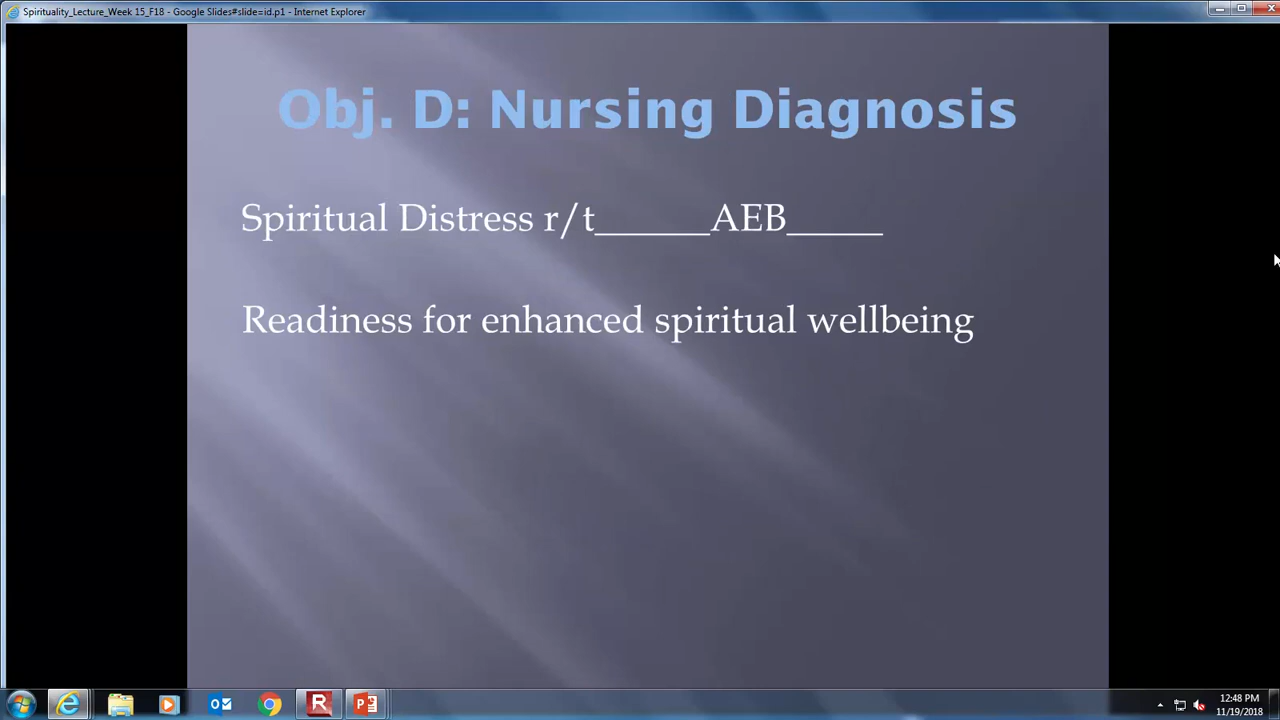 Spirituality_Lecture_Week 15_F18 - Google Slides#slide=id.p1 - Internet Explorer
Obj. D: Nursing Diagnosis
Spiritual Distress r/t______AEB_____
Readiness for enhanced spiritual wellbeing
12:48 PM
11/19/2018